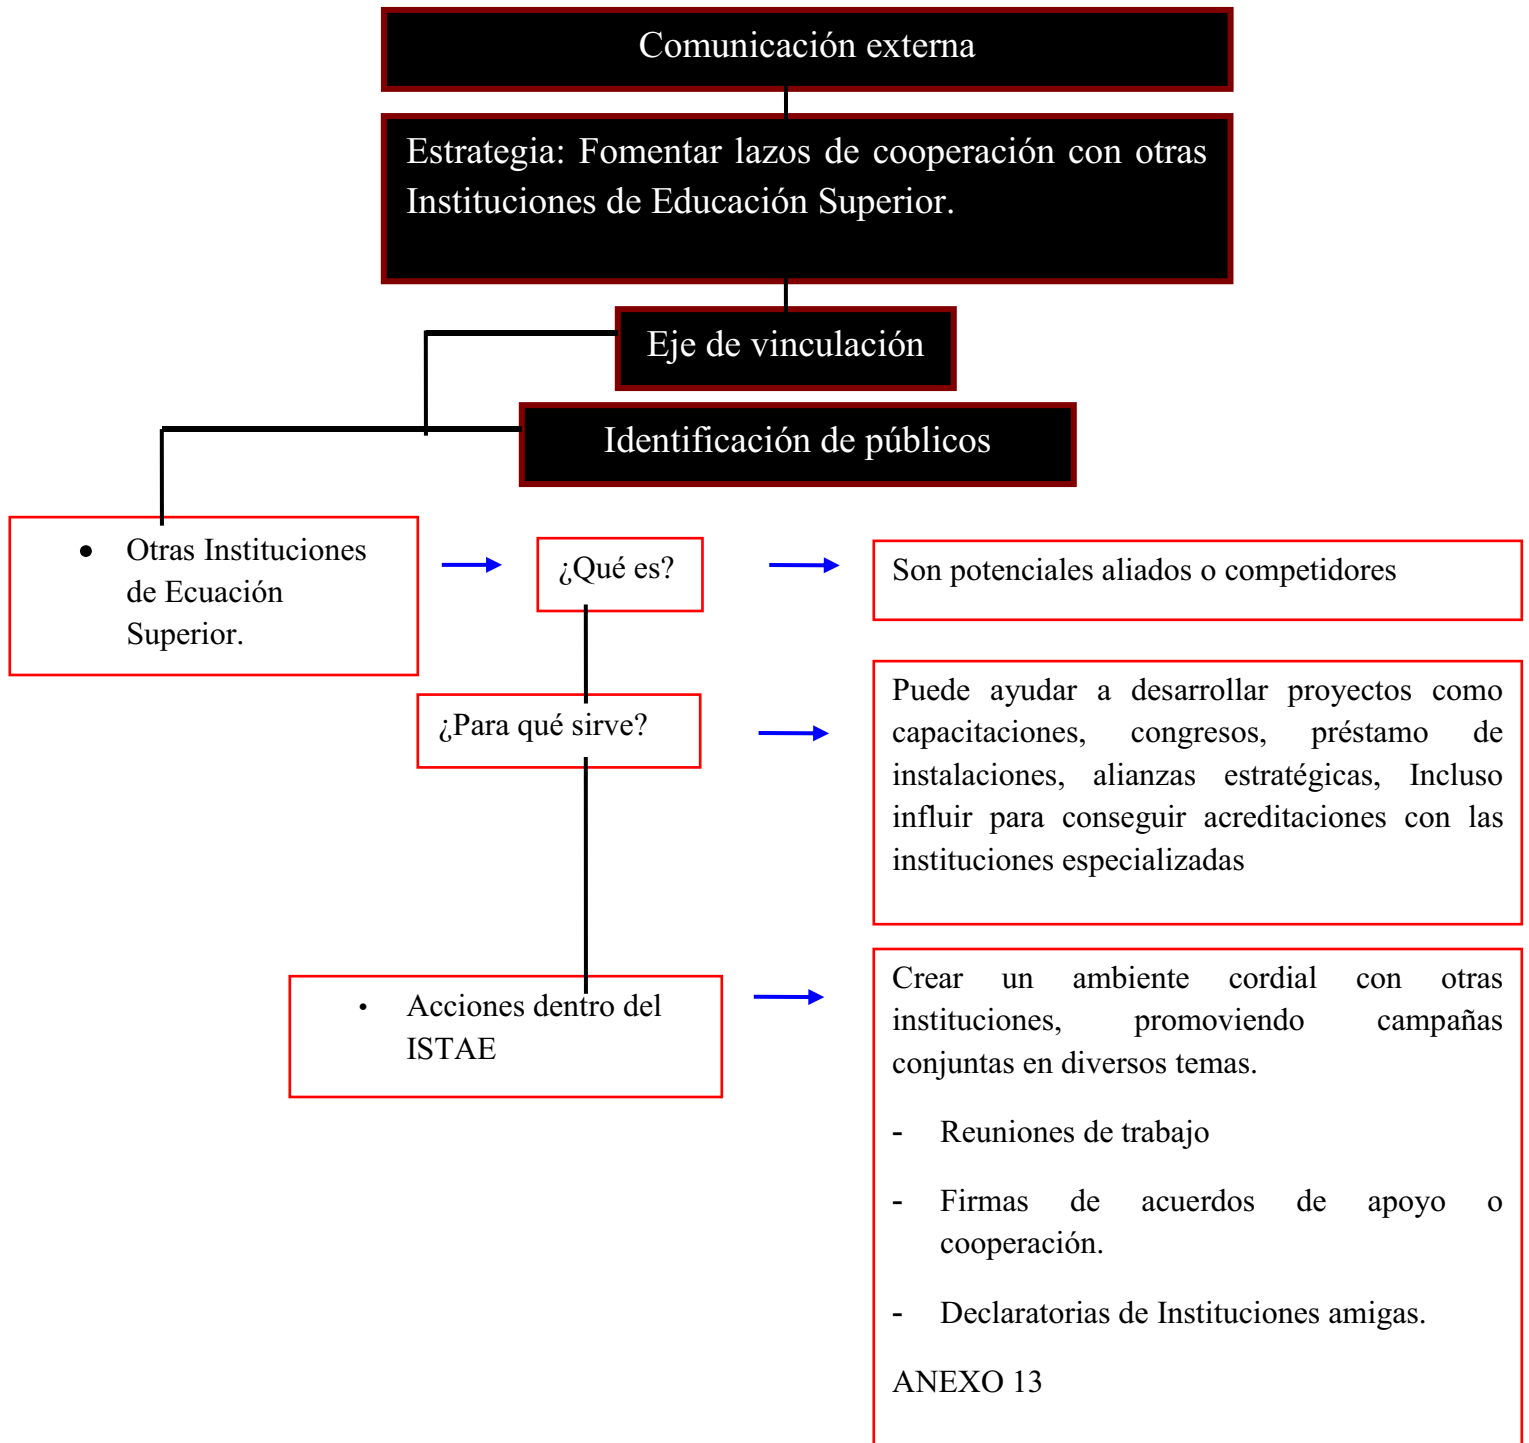 Comunicación externa
Estrategia: Fomentar lazos de cooperación con otras
Instituciones de Educación Superior.
Eje de vinculación
Identificación de públicos
● Otras Instituciones
de Ecuación
Superior.
¿Qué es?
Son potenciales aliados o competidores
¿Para qué sirve?
Puede ayudar a desarrollar proyectos como
capacitaciones, congresos, préstamo de
instalaciones, alianzas estratégicas, Incluso
influir para conseguir acreditaciones con las
instituciones especializadas
• Acciones dentro del
ISTAE
Crear un ambiente cordial con otras
instituciones, promoviendo campañas
conjuntas en diversos temas.
- Reuniones de trabajo
- Firmas de acuerdos de apoyo o
cooperación.
- Declaratorias de Instituciones amigas.
ANEXO 13